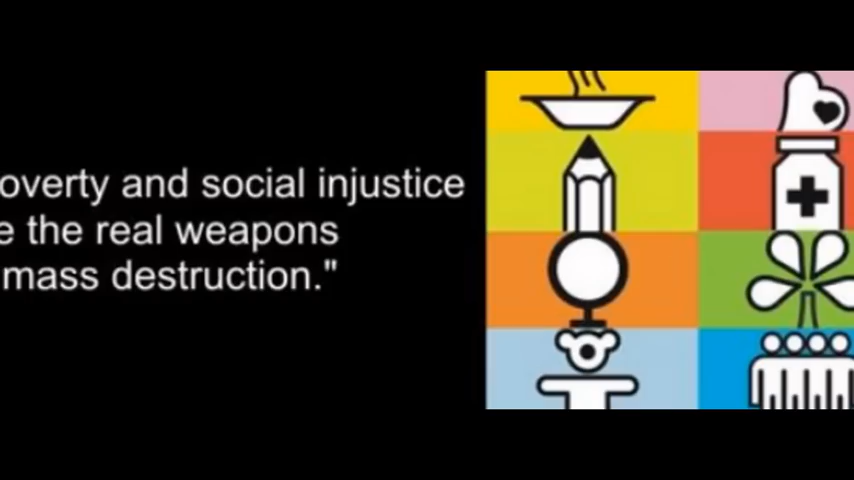 overty and social injustice
e the real weapons
mass destruction."